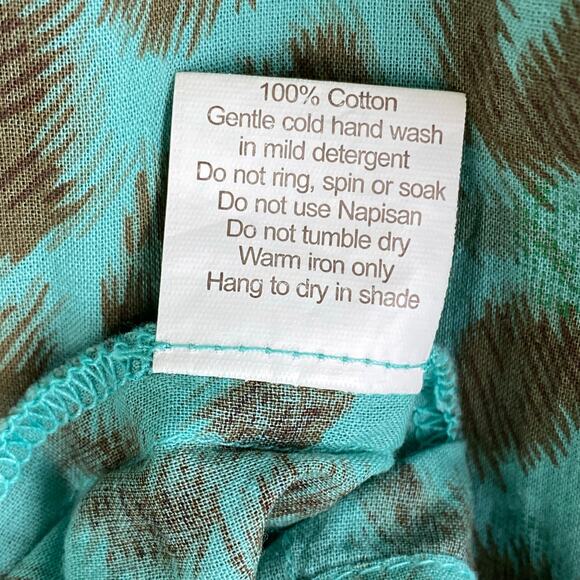 100% Cotton
Gentle cold hand wash
in mild detergent
Do not ring, spin or soak
Do not use Napisan
Do not tumble dry
Warm iron only
Hang to dry in shade